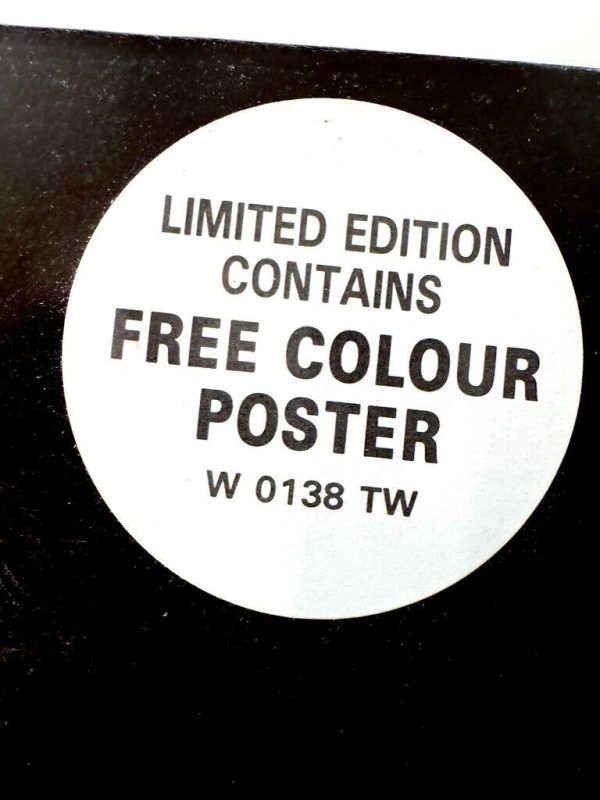 LIMITED EDITION
CONTAINS
FREE COLOUR
POSTER
W 0138 TW